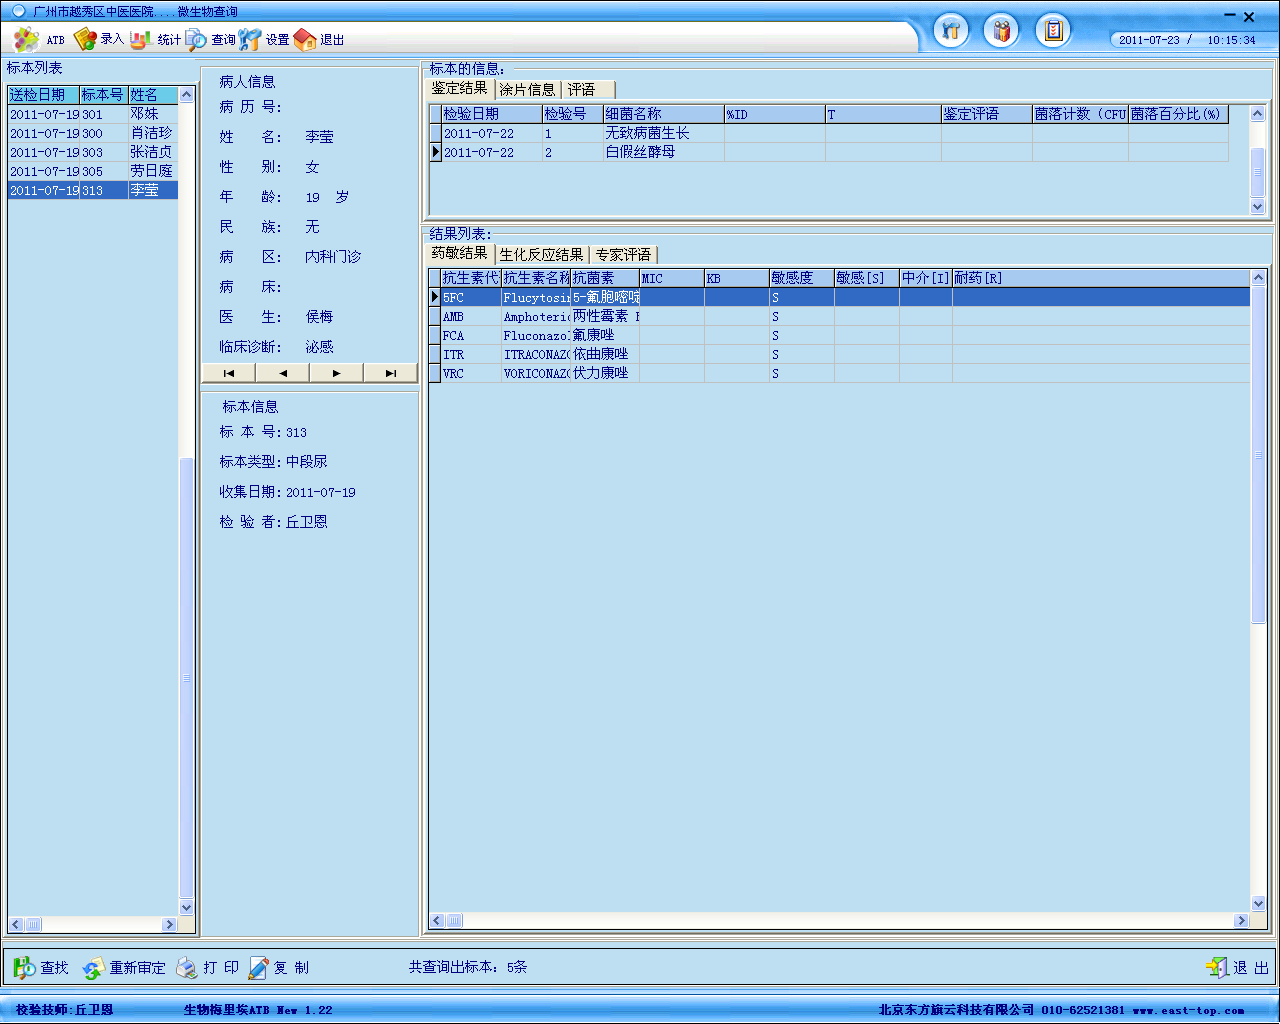 广州市越秀区中医医院....微生物查询
ATB 录入 统计 查询 设置 退出
2011-07-23 / 10:15:34
标本列表
送检日期 标本号 姓名
2011-07-19 301 邓妹
2011-07-19 300 肖洁珍
2011-07-19 303 张洁贞
2011-07-19 305 劳日庭
2011-07-19 313 李莹
病人信息
病 历 号:
姓 名: 李莹
性 别: 女
年 龄: 19 岁
民 族: 无
病 区: 内科门诊
病 床:
医 生: 侯梅
临床诊断: 泌感
标本信息
标 本 号: 313
标本类型: 中段尿
收集日期: 2011-07-19
检 验 者: 丘卫恩
标本的信息:
鉴定结果 涂片信息 评语
检验日期 检验号 细菌名称 %ID T 鉴定评语 菌落计数 (CFU 菌落百分比(%)
2011-07-22 1 无致病菌生长
2011-07-22 2 白假丝酵母
结果列表:
药敏结果 生化反应结果 专家评语
抗生素代 抗生素名称 抗菌素 MIC KB 敏感度 敏感[S] 中介[I] 耐药[R]
5FC Flucytosi 5-氟胞嘧啶 S
AMB Amphoteri 两性霉素 S
FCA Fluconazo 氟康唑 S
ITR ITRACONAZ 依曲康唑 S
VRC VORICONAZ 伏力康唑 S
查找 重新审定 打 印 复 制 共查询出标本: 5条 退 出
校验技师:丘卫恩 生物梅里埃ATB New 1.22 北京东方旗云科技有限公司 010-62521381 www.east-top.com